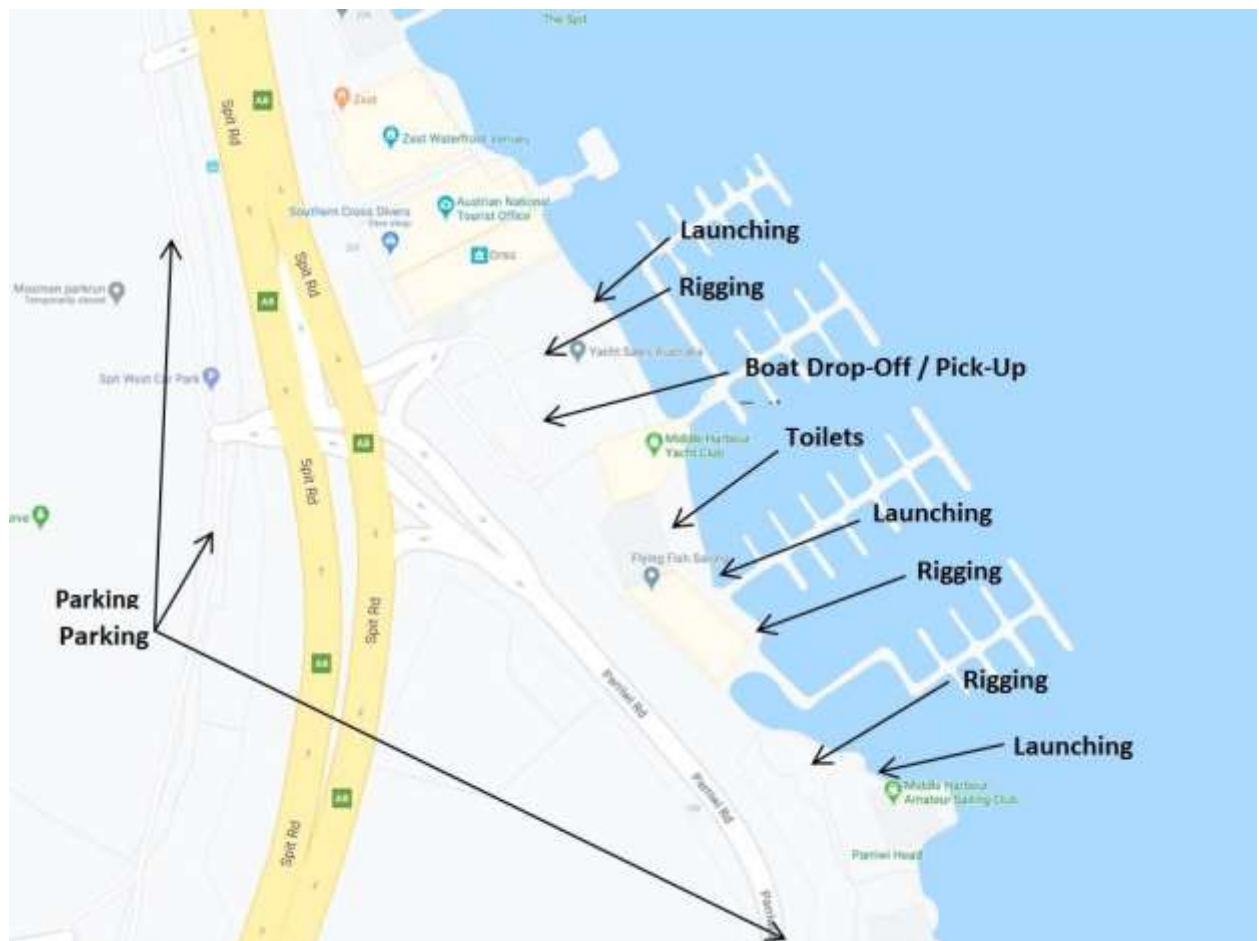 The Spit
Spit Rd
A8
Zest
Zest Waterfront Venues
Austrian National
Tourist Office
Southern Cross Divers
Dive shop
Launching
Spit Rd
Rigging
Mosman parkrun
Temporarily closed
A8
Yacht Sales Australia
Boat Drop-Off / Pick-Up
Spit West Car Park
A8
Middle Harbour
Yacht Club
Toilets
Spit Rd
Launching
Flying Fish Sailing
Rigging
Parking
Parking
Spit Rd
A8
Parriwi Rd
Rigging
Launching
Parriwi Rd
Middle Harbour
Amateur Sailing Club
A8
Spit Rd
Parriwi Head